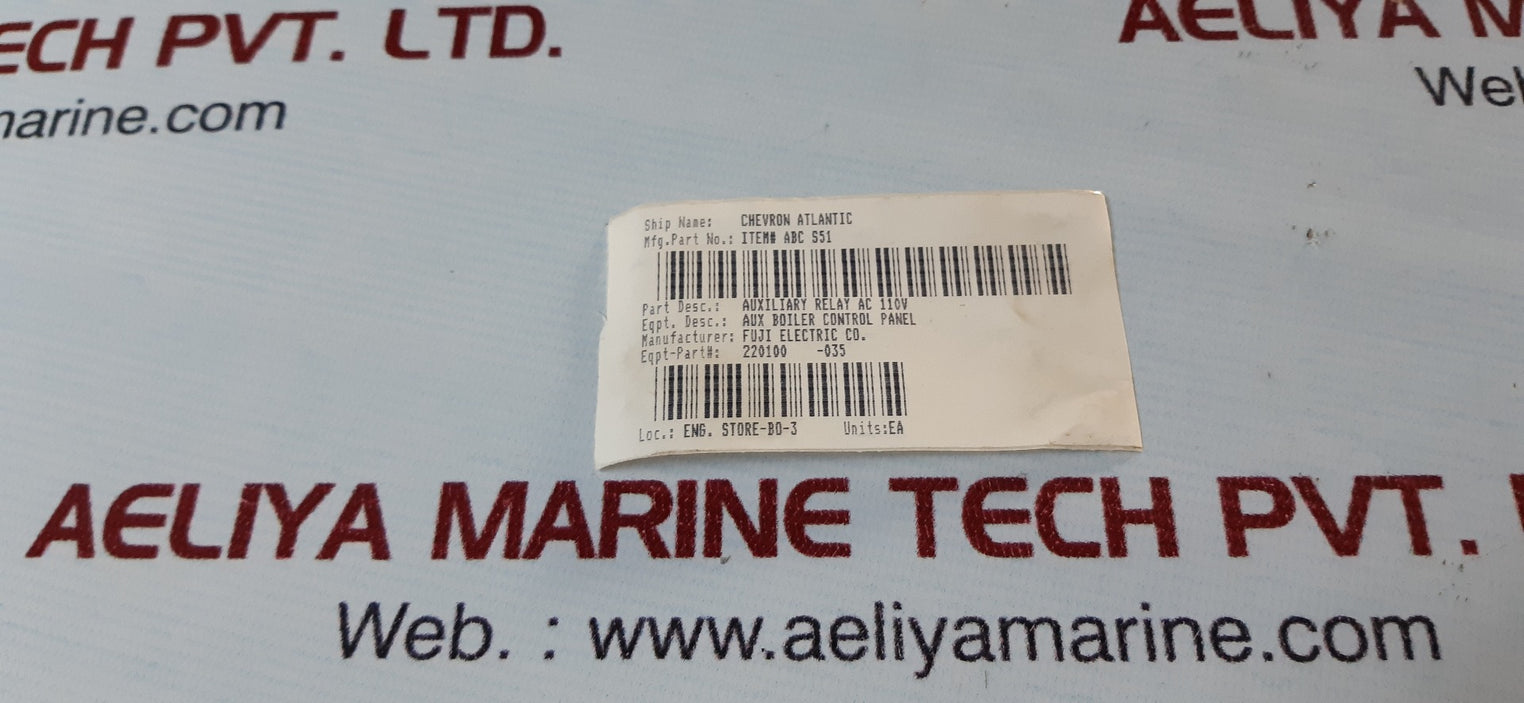 ECH PVT. LTD.
AELIYA M
marine.com
Web
Ship Name: CHEVRON ATLANTIC
Mfg.Part No.: ITEM# ABC S51
Part Desc.: AUXILIARY RELAY AC 110V
Eqpt. Desc.: AUX BOILER CONTROL PANEL
Manufacturer: FUJI ELECTRIC CO.
Eqpt-Part#: 220100 -035
Loc.: ENG. STORE-BO-3 Units:EA
AELIYA MARINE TECH PVT.
Web. : www.aeliyamarine.com